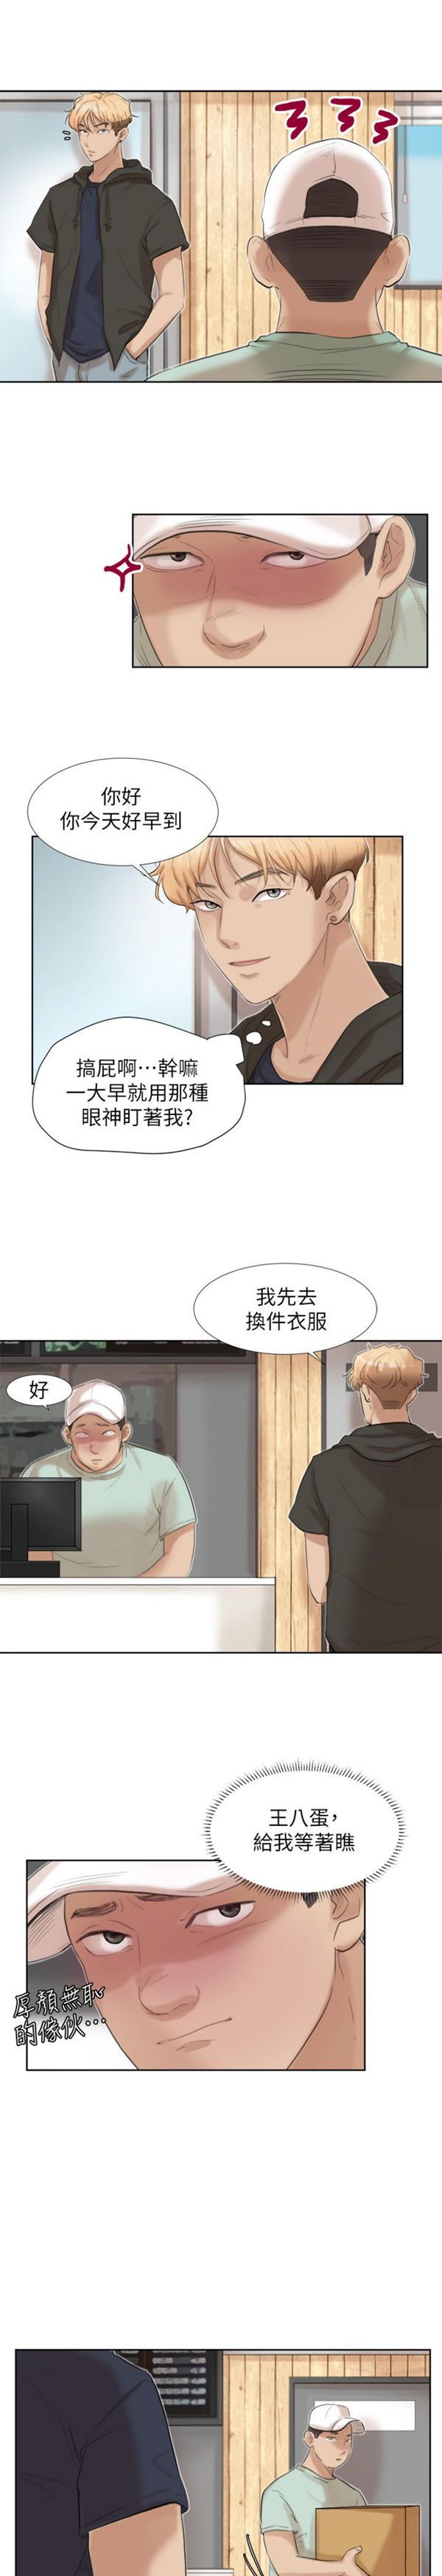 你好
你今天好早到
搞屁啊⋯幹嘛
一大早就用那種
眼神盯著我?
我先去
換件衣服
好
王八蛋，
給我等著瞧
厚顏無恥
的傢伙⋯